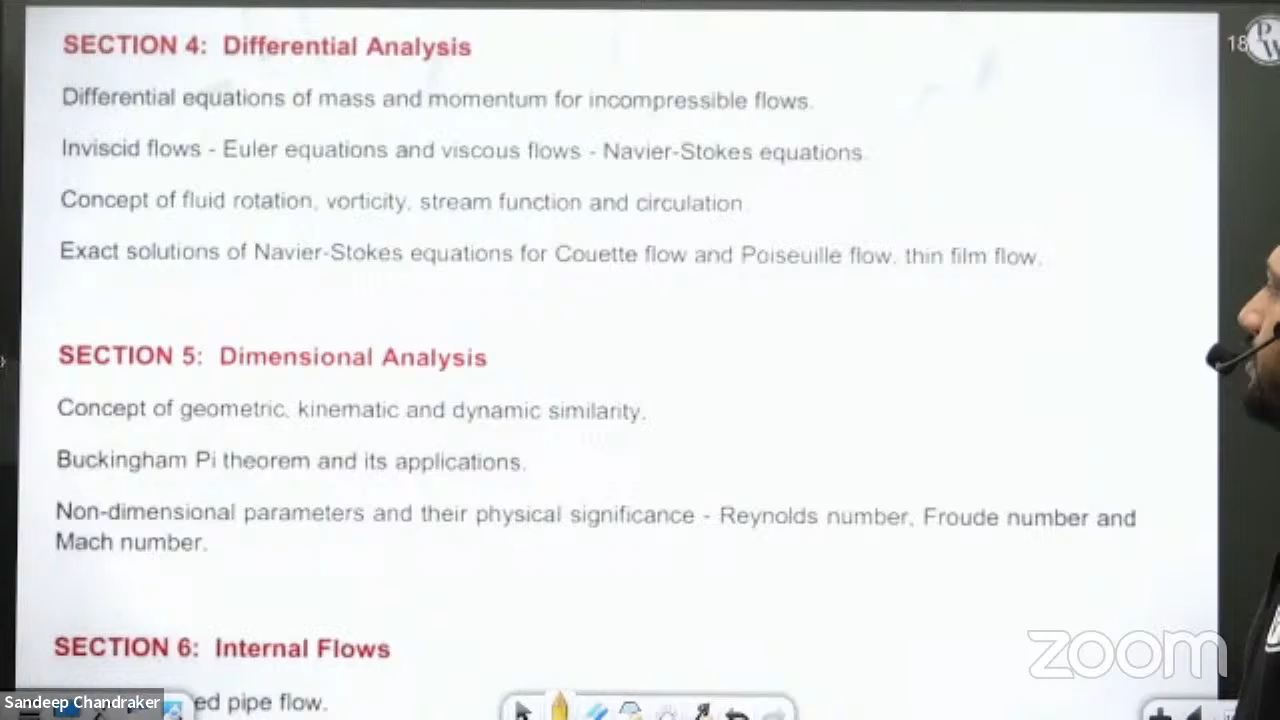 SECTION 4: Differential Analysis
18
PW
Differential equations of mass and momentum for incompressible flows.
Inviscid flows - Euler equations and viscous flows - Navier-Stokes equations.
Concept of fluid rotation, vorticity, stream function and circulation
Exact solutions of Navier-Stokes equations for Couette flow and Poiseuille flow, thin film flow.
SECTION 5: Dimensional Analysis
Concept of geometric, kinematic and dynamic similarity.
Buckingham Pi theorem and its applications.
Non-dimensional parameters and their physical significance - Reynolds number, Froude number and
Mach number.
SECTION 6: Internal Flows
zoom
Sandeep Chandraker
ed pipe flow.